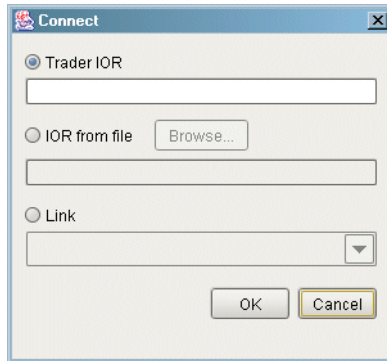 Connect
Trader IOR
IOR from file Browse...
Link
OK Cancel